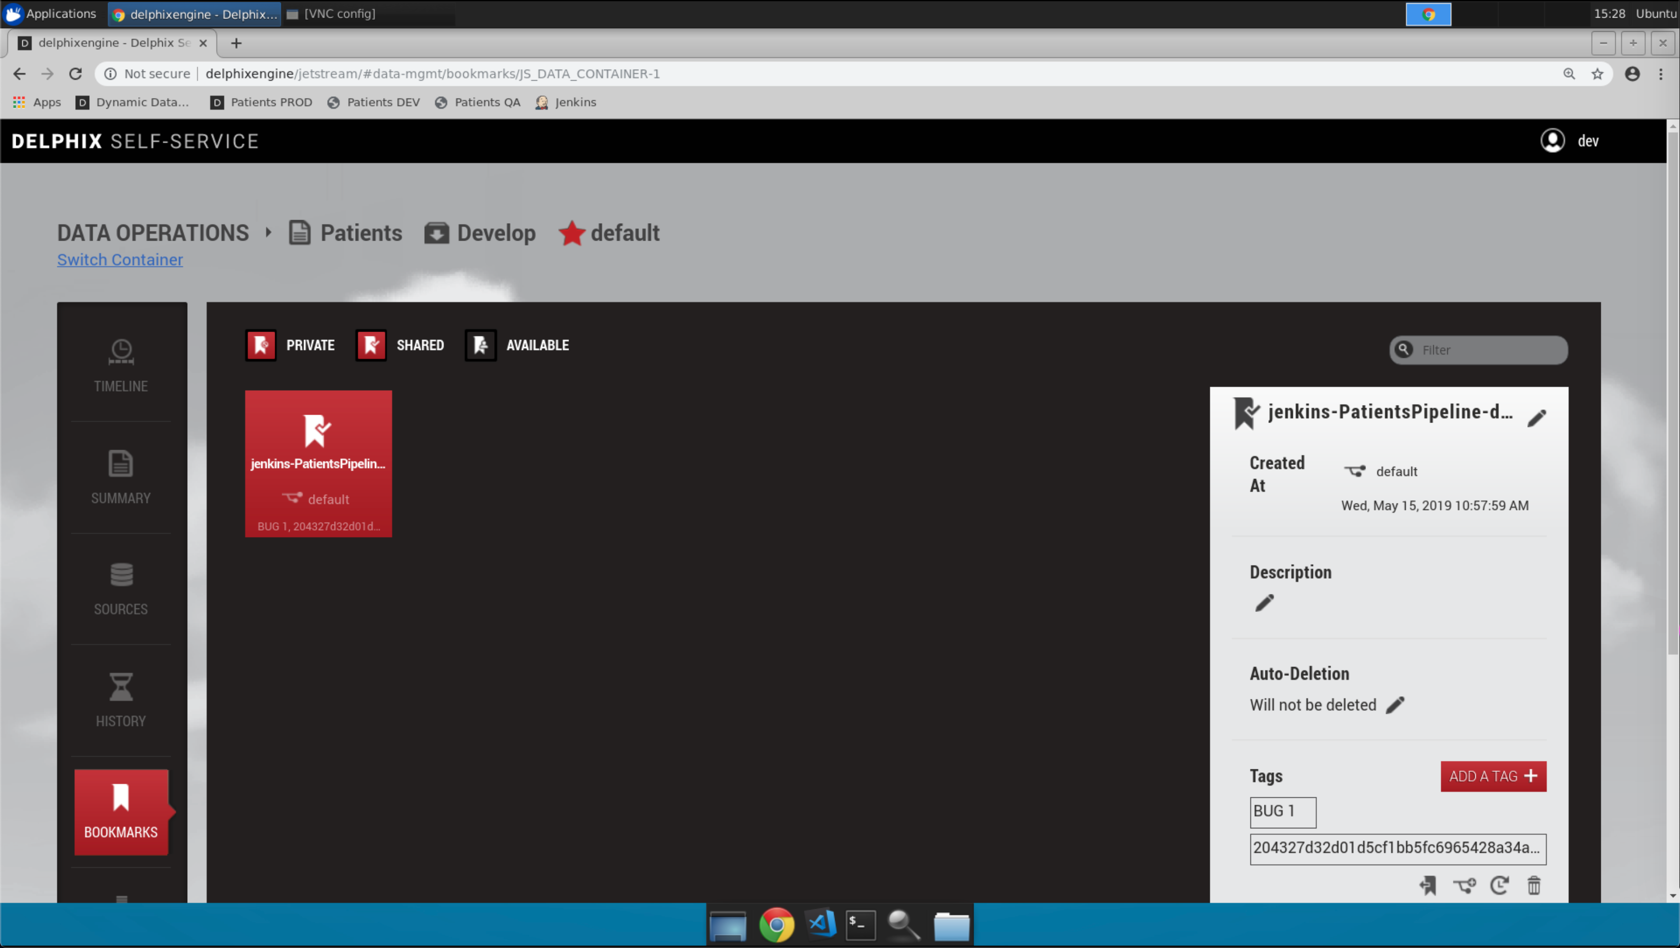 Applications
delphixengine - Delphix...
[VNC config]
15:28 Ubuntu
delphixengine - Delphix Se
Not secure
delphixengine/jetstream/#data-mgmt/bookmarks/JS_DATA_CONTAINER-1
Apps
Dynamic Data...
Patients PROD
Patients DEV
Patients QA
Jenkins
DELPHIX SELF-SERVICE
dev
DATA OPERATIONS
Patients
Develop
default
Switch Container
TIMELINE
SUMMARY
SOURCES
HISTORY
BOOKMARKS
PRIVATE
SHARED
AVAILABLE
Filter
jenkins-PatientsPipelin...
default
BUG 1, 204327d32d01d...
jenkins-PatientsPipeline-d...
Created At
default
Wed, May 15, 2019 10:57:59 AM
Description
Auto-Deletion
Will not be deleted
Tags
ADD A TAG +
BUG 1
204327d32d01d5cf1bb5fc6965428a34a...